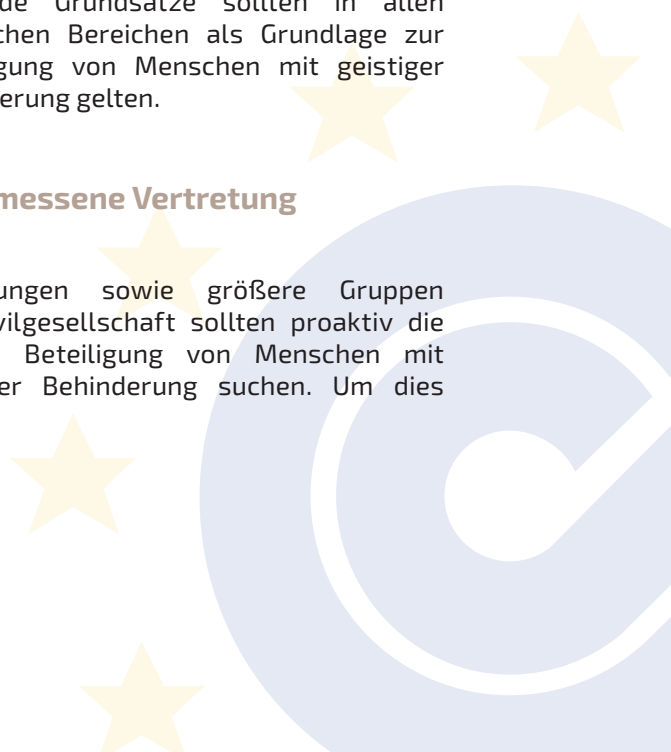 de Grundsätze sollten in allen
chen Bereichen als Grundlage zur
gung von Menschen mit geistiger
erung gelten.
messene Vertretung
ungen sowie größere Gruppen
vilgesellschaft sollten proaktiv die
Beteiligung von Menschen mit
er Behinderung suchen. Um dies